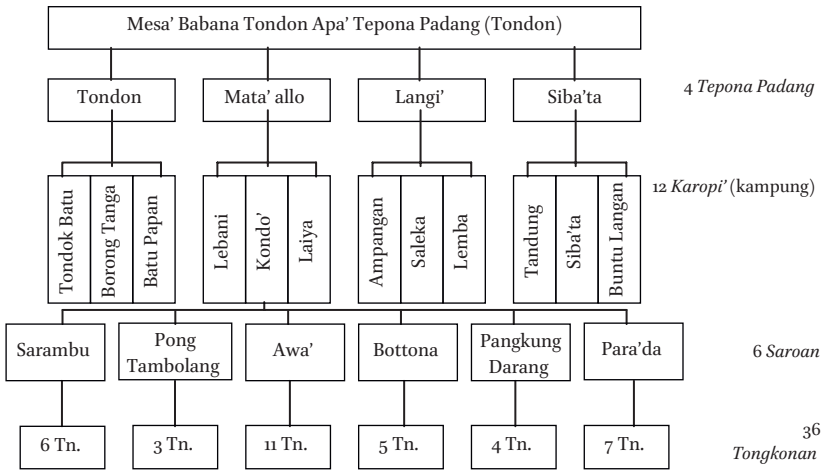 Mesa’ Babana Tondon Apa’ Tepona Padang (Tondon)
Tondon
Mata’ allo
Langi’
Siba’ta
4 Tepona Padang
Tondok Batu
Borong Tanga
Batu Papan
Lebani
Kondo’
Laiya
Ampangan
Saleka
Lemba
Tandung
Siba’ta
Buntu Langan
12 Karopi’ (kampung)
Sarambu
Pong
Tambolang
Awa’
Bottona
Pangkung
Darang
Para’da
6 Saroan
6 Tn.
3 Tn.
11 Tn.
5 Tn.
4 Tn.
7 Tn.
36
Tongkonan